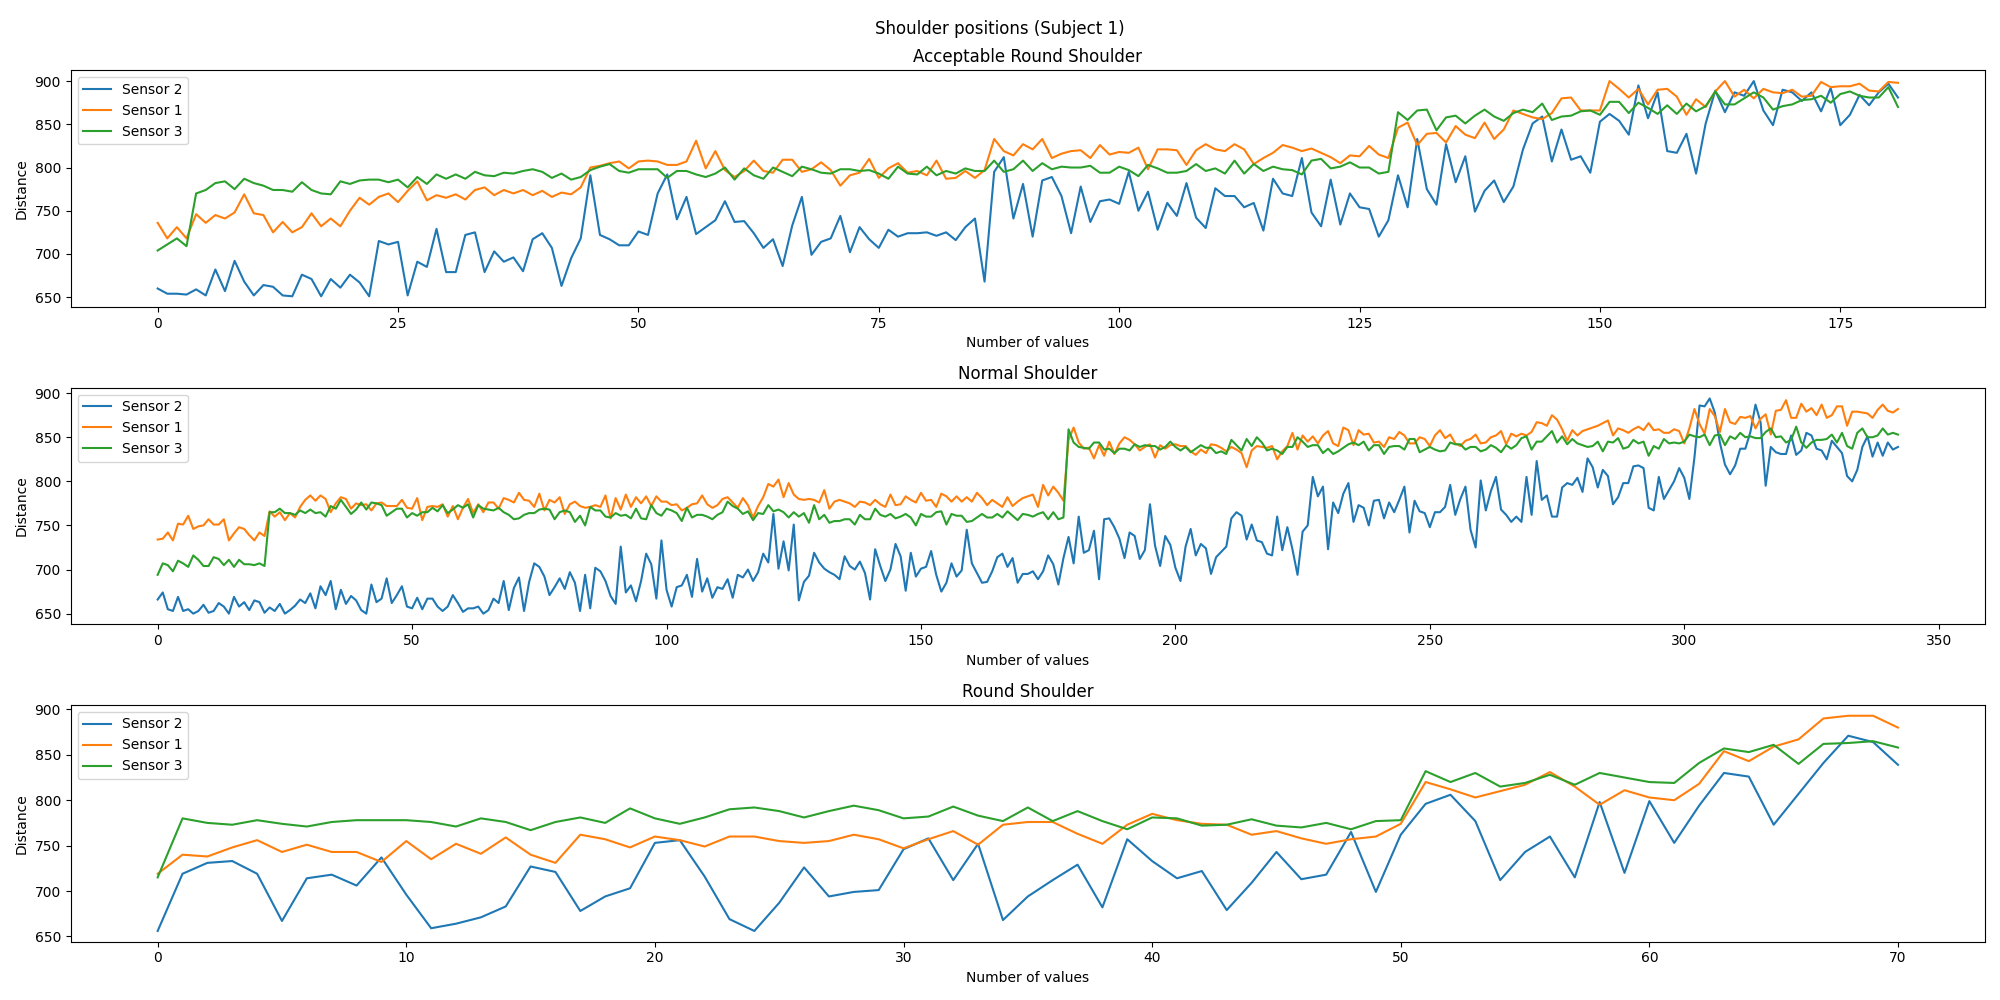 Shoulder positions (Subject 1)
Acceptable Round Shoulder
900
850
800
750
700
650
Distance
Sensor 2
Sensor 1
Sensor 3
0 25 50 75 100 125 150 175
Number of values
Normal Shoulder
900
850
800
750
700
650
Distance
Sensor 2
Sensor 1
Sensor 3
0 50 100 150 200 250 300 350
Number of values
Round Shoulder
900
850
800
750
700
650
Distance
Sensor 2
Sensor 1
Sensor 3
0 10 20 30 40 50 60 70
Number of values